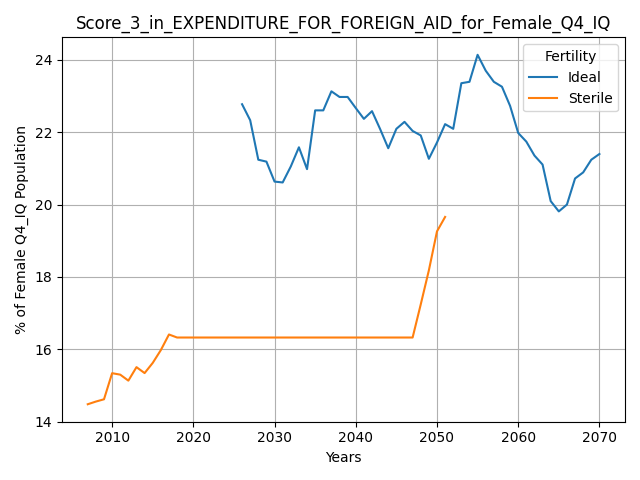 Score_3_in_EXPENDITURE_FOR_FOREIGN_AID_for_Female_Q4_IQ
Fertility
Ideal
Sterile
% of Female Q4_IQ Population
24
22
20
18
16
14
2010
2020
2030
2040
2050
2060
2070
Years